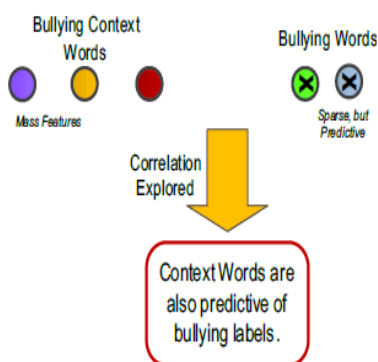 Bullying Context
Words
Mass Features
Bullying Words
Sparse, but
Predictive
Correlation
Explored
Context Words are
also predictive of
bullying labels.